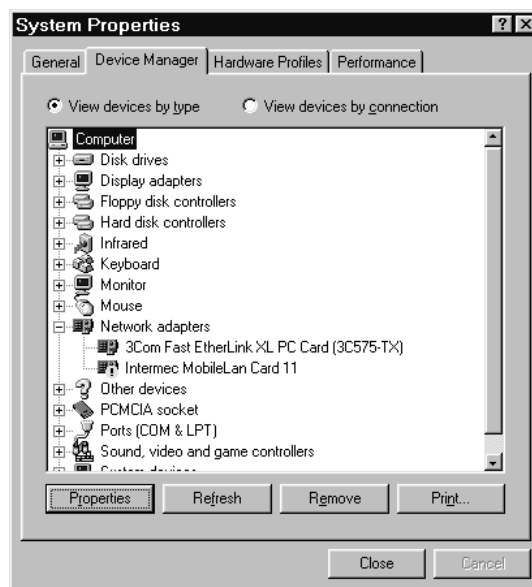 System Properties
General Device Manager Hardware Profiles Performance
View devices by type View devices by connection
Computer
Disk drives
Display adapters
Floppy disk controllers
Hard disk controllers
Infrared
Keyboard
Monitor
Mouse
Network adapters
3Com Fast EtherLink XL PC Card (3C575-TX)
Intermec MobileLan Card 11
Other devices
PCMCIA socket
Ports (COM & LPT)
Sound, video and game controllers
System devices
Properties Refresh Remove Print...
Close Cancel